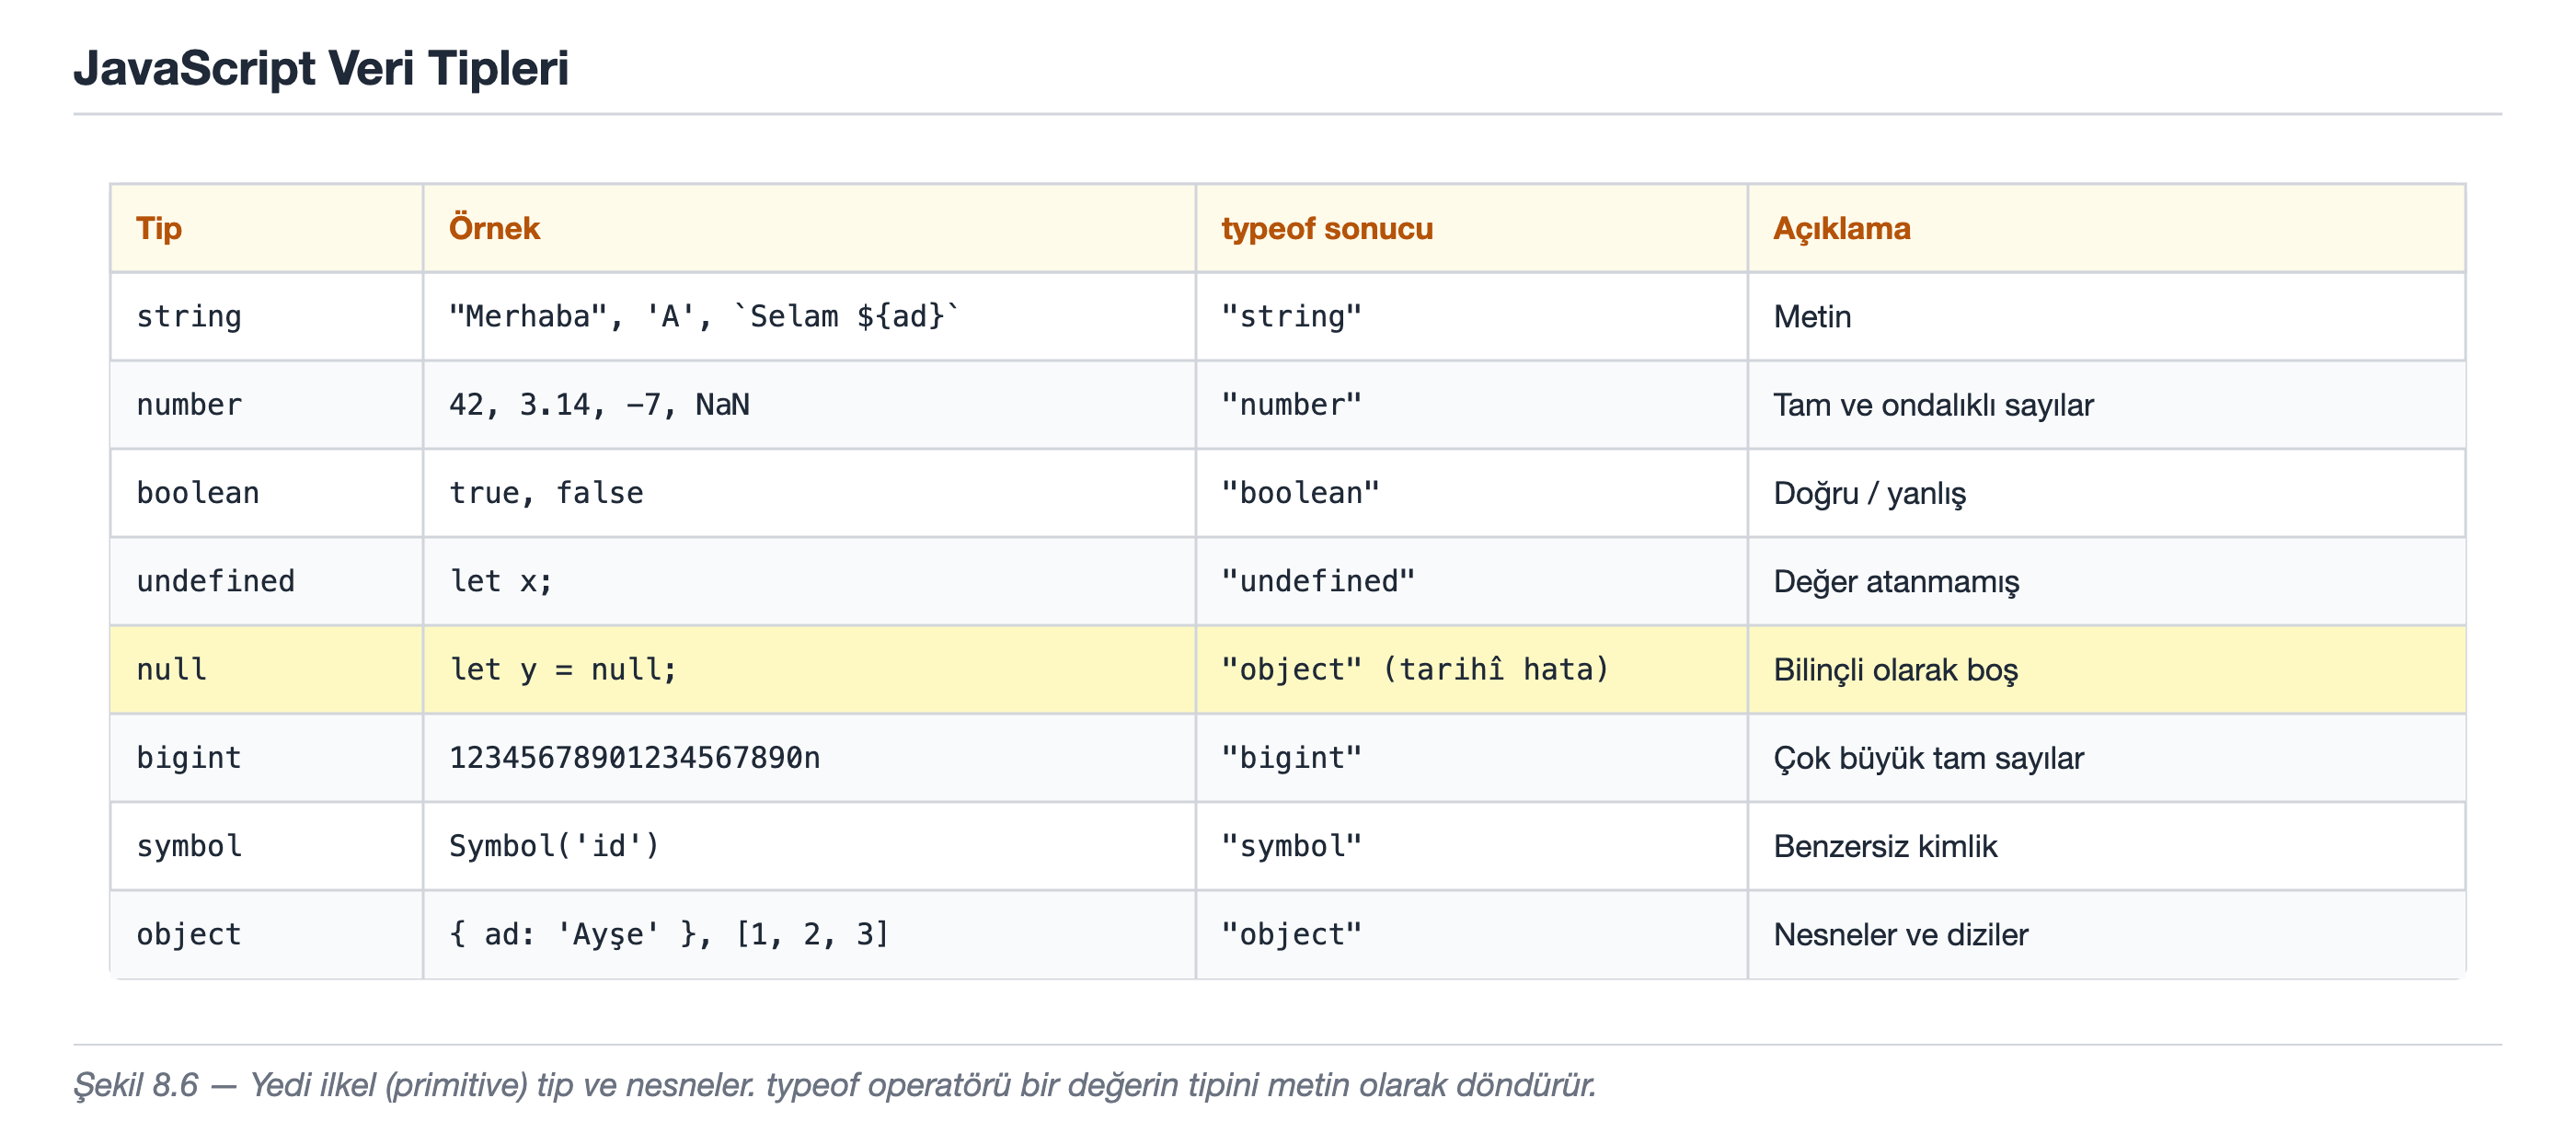 JavaScript Veri Tipleri
Tip Örnek typeof sonucu Açıklama
string "Merhaba", 'A', `Selam ${ad}` "string" Metin
number 42, 3.14, -7, NaN "number" Tam ve ondalıklı sayılar
boolean true, false "boolean" Doğru / yanlış
undefined let x; "undefined" Değer atanmamış
null let y = null; "object" (tarihî hata) Bilinçli olarak boş
bigint 12345678901234567890n "bigint" Çok büyük tam sayılar
symbol Symbol('id') "symbol" Benzersiz kimlik
object { ad: 'Ayşe' }, [1, 2, 3] "object" Nesneler ve diziler
Şekil 8.6 — Yedi ilkel (primitive) tip ve nesneler. typeof operatörü bir değerin tipini metin olarak döndürür.